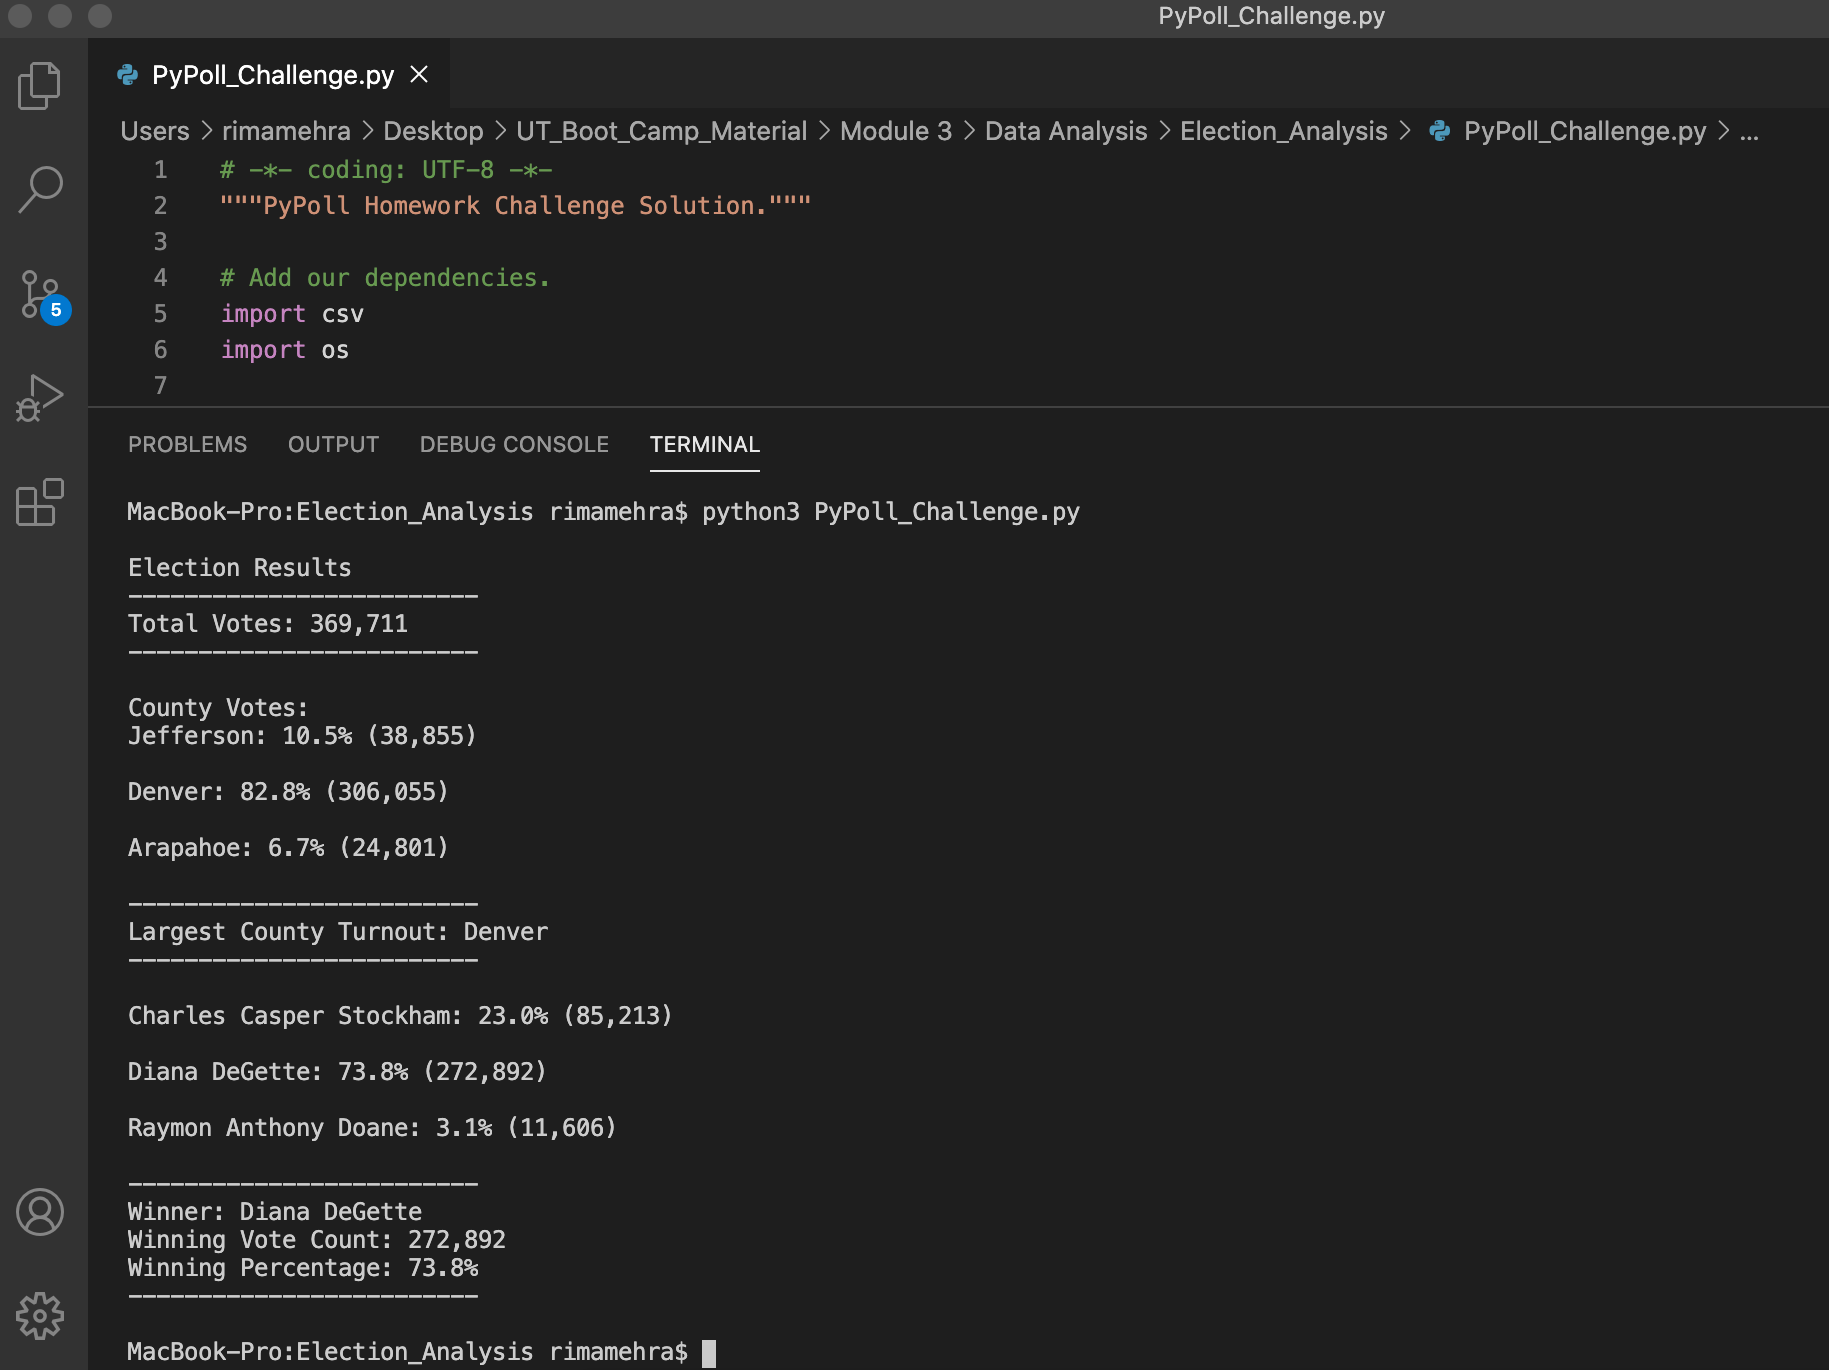 PyPoll_Challenge.py
PyPoll_Challenge.py
Users > rimamehra > Desktop > UT_Boot_Camp_Material > Module 3 > Data Analysis > Election_Analysis > PyPoll_Challenge.py > ...
1 # -*- coding: UTF-8 -*-
2 """PyPoll Homework Challenge Solution."""
3
4 # Add our dependencies.
5 import csv
5
6 import os
7
PROBLEMS OUTPUT DEBUG CONSOLE TERMINAL
MacBook-Pro:Election_Analysis rimamehra$ python3 PyPoll_Challenge.py
Election Results
-------------------------
Total Votes: 369,711
-------------------------
County Votes:
Jefferson: 10.5% (38,855)
Denver: 82.8% (306,055)
Arapahoe: 6.7% (24,801)
-------------------------
Largest County Turnout: Denver
-------------------------
Charles Casper Stockham: 23.0% (85,213)
Diana DeGette: 73.8% (272,892)
Raymon Anthony Doane: 3.1% (11,606)
-------------------------
Winner: Diana DeGette
Winning Vote Count: 272,892
Winning Percentage: 73.8%
-------------------------
MacBook-Pro:Election_Analysis rimamehra$